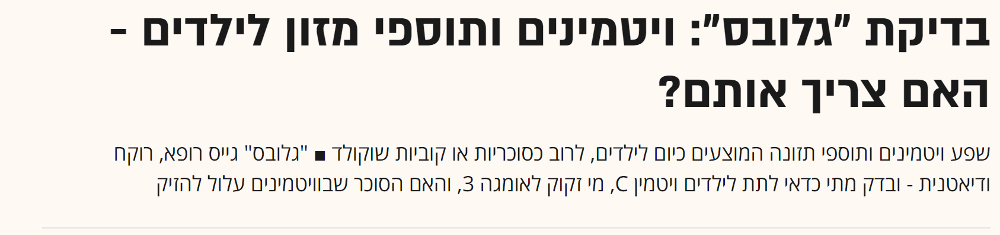 בדיקת "גלובס": ויטמינים ותוספי מזון לילדים -
האם צריך אותם?
שפע ויטמינים ותוספי תזונה המוצעים כיום לילדים, לרוב כסוכריות או קוביות שוקולד ■ "גלובס" גייס רופא, רוקח
ודיאטנית - ובדק מתי כדאי לתת לילדים ויטמין C, מי זקוק לאומגה 3, והאם הסוכר שבוויטמינים עלול להזיק